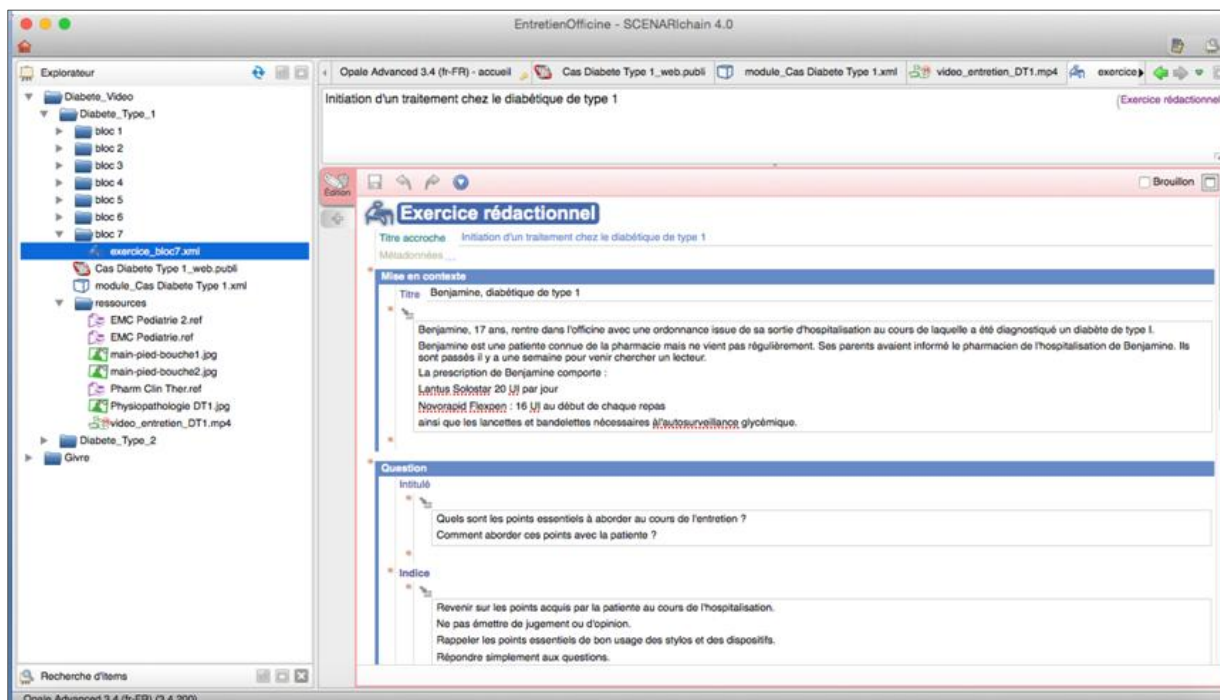 EntretienOfficine - SCENARIchain 4.0
Explorateur
Opale Advanced 3.4 (fr-FR) - accueil
Cas Diabete Type 1_web.publi
module_Cas Diabete Type 1.xml
video_entretien_DT1.mp4
exercice
Diabete_Video
Diabete_Type_1
bloc 1
bloc 2
bloc 3
bloc 4
bloc 5
bloc 6
bloc 7
exercice_bloc7.xml
Cas Diabete Type 1_web.publi
module_Cas Diabete Type 1.xml
ressources
EMC Pediatrie 2.ref
EMC Pediatrie.ref
main-pied-bouche1.jpg
main-pied-bouche2.jpg
Pharm Clin Ther.ref
Physiopathologie DT1.jpg
video_entretien_DT1.mp4
Diabete_Type_2
Givre
Recherche d'items
Opale Advanced 3.4 (fr-FR) (3.4.200)
Initiation d'un traitement chez le diabétique de type 1
(Exercice rédactionnel
Edition
Brouillon
Exercice rédactionnel
Titre accroche Initiation d'un traitement chez le diabétique de type 1
Métadonnées ...
Mise en contexte
Titre Benjamine, diabétique de type 1
Benjamine, 17 ans, rentre dans l'officine avec une ordonnance issue de sa sortie d'hospitalisation au cours de laquelle a été diagnostiqué un diabète de type I.
Benjamine est une patiente connue de la pharmacie mais ne vient pas régulièrement. Ses parents avaient informé le pharmacien de l'hospitalisation de Benjamine. Ils
sont passés il y a une semaine pour venir chercher un lecteur.
La prescription de Benjamine comporte :
Lantus Solostar 20 UI par jour
Novorapid Flexpen : 16 UI au début de chaque repas
ainsi que les lancettes et bandelettes nécessaires àl'autosurveillance glycémique.
Question
Intitulé
Quels sont les points essentiels à aborder au cours de l'entretien ?
Comment aborder ces points avec la patiente ?
Indice
Revenir sur les points acquis par la patiente au cours de l'hospitalisation.
Ne pas émettre de jugement ou d'opinion.
Rappeler les points essentiels de bon usage des stylos et des dispositifs.
Répondre simplement aux questions.